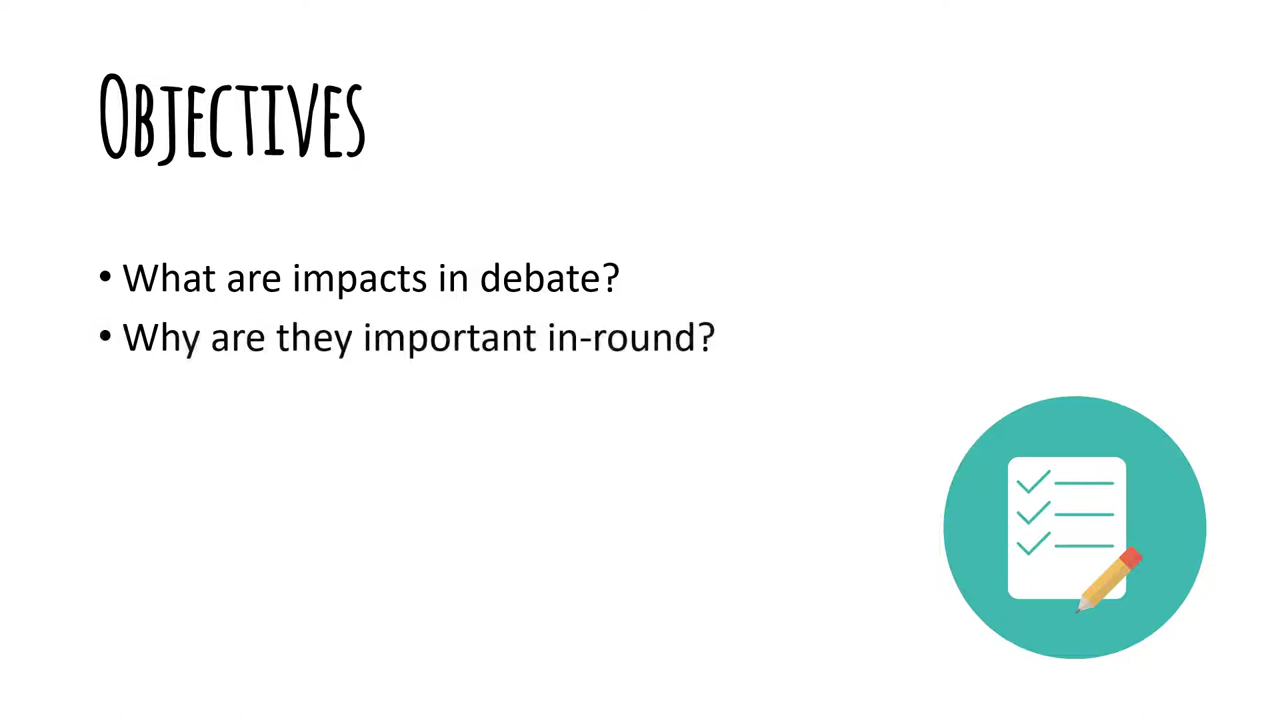 Objectives
• What are impacts in debate?
• Why are they important in-round?